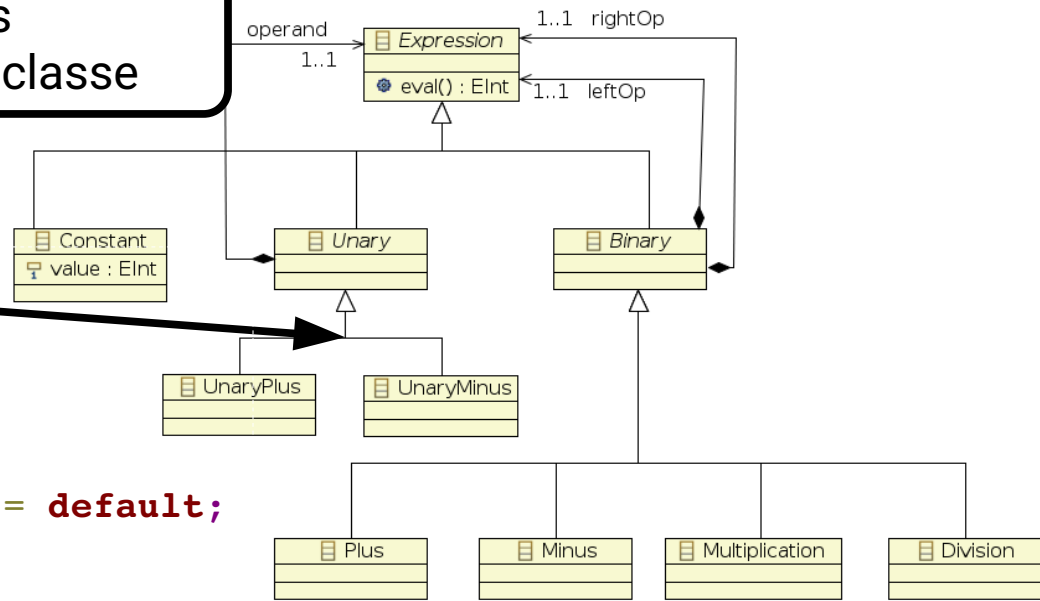 classe
operand
1..1
Expression
eval() : EInt
1..1 rightOp
1..1 leftOp
Constant
value : EInt
Unary
Binary
UnaryPlus
UnaryMinus
= default;
Plus
Minus
Multiplication
Division